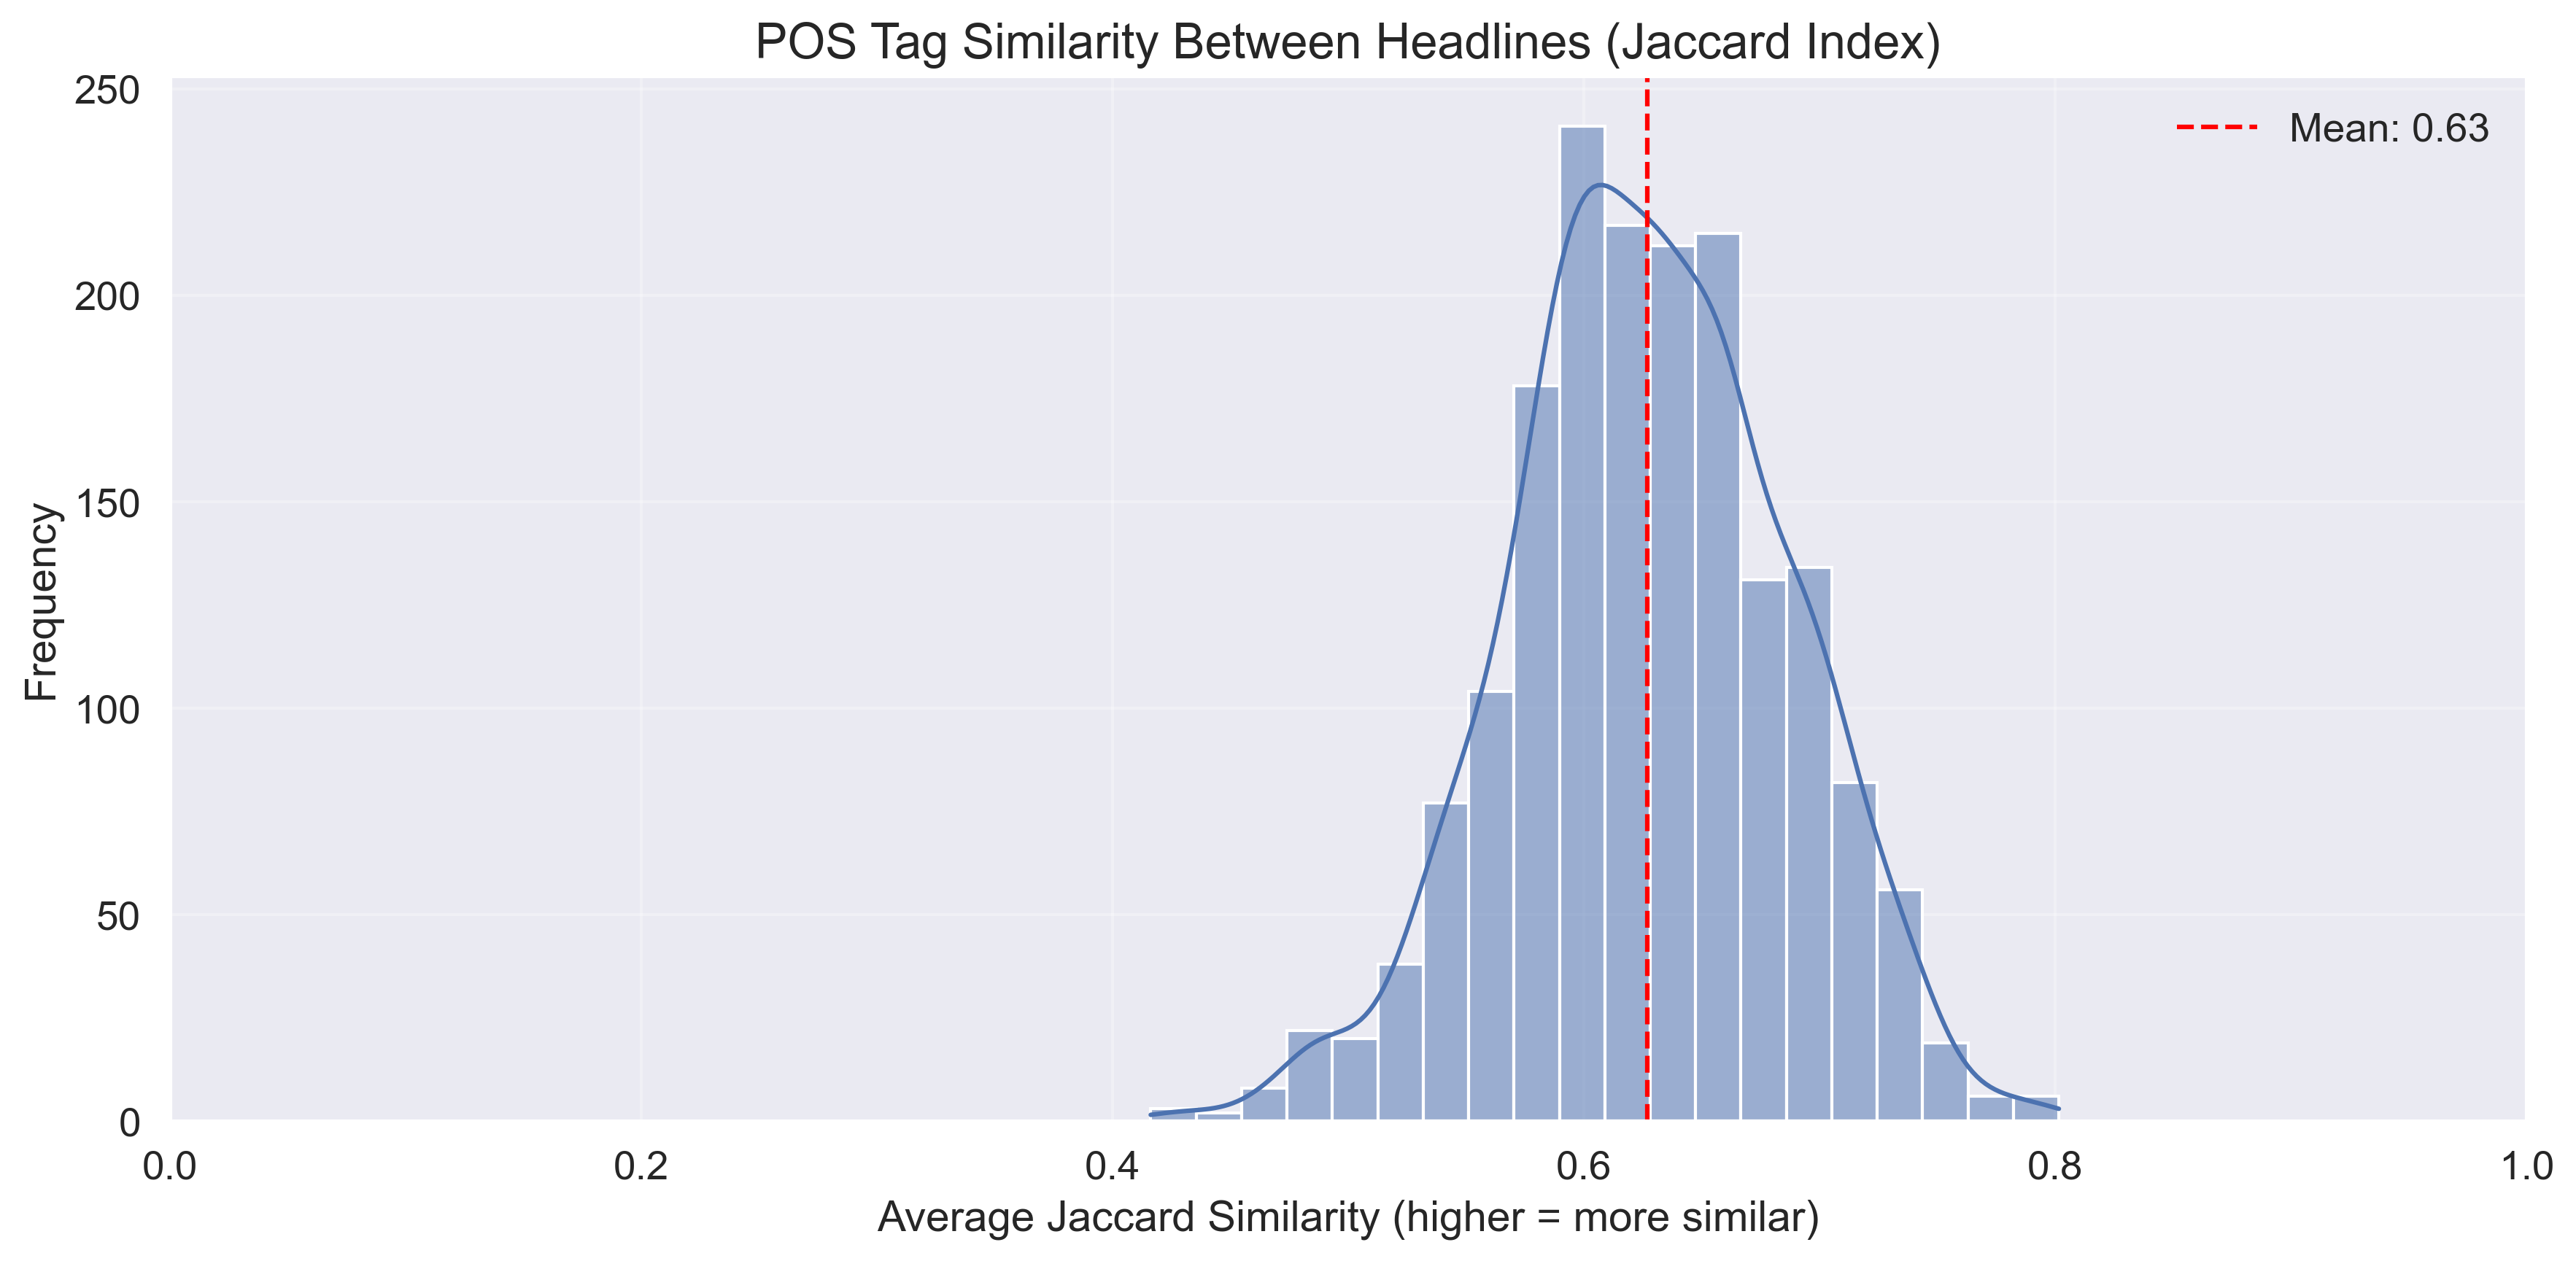 POS Tag Similarity Between Headlines (Jaccard Index)
250
200
150
100
50
0
Frequency
Mean: 0.63
0.0 0.2 0.4 0.6 0.8 1.0
Average Jaccard Similarity (higher = more similar)